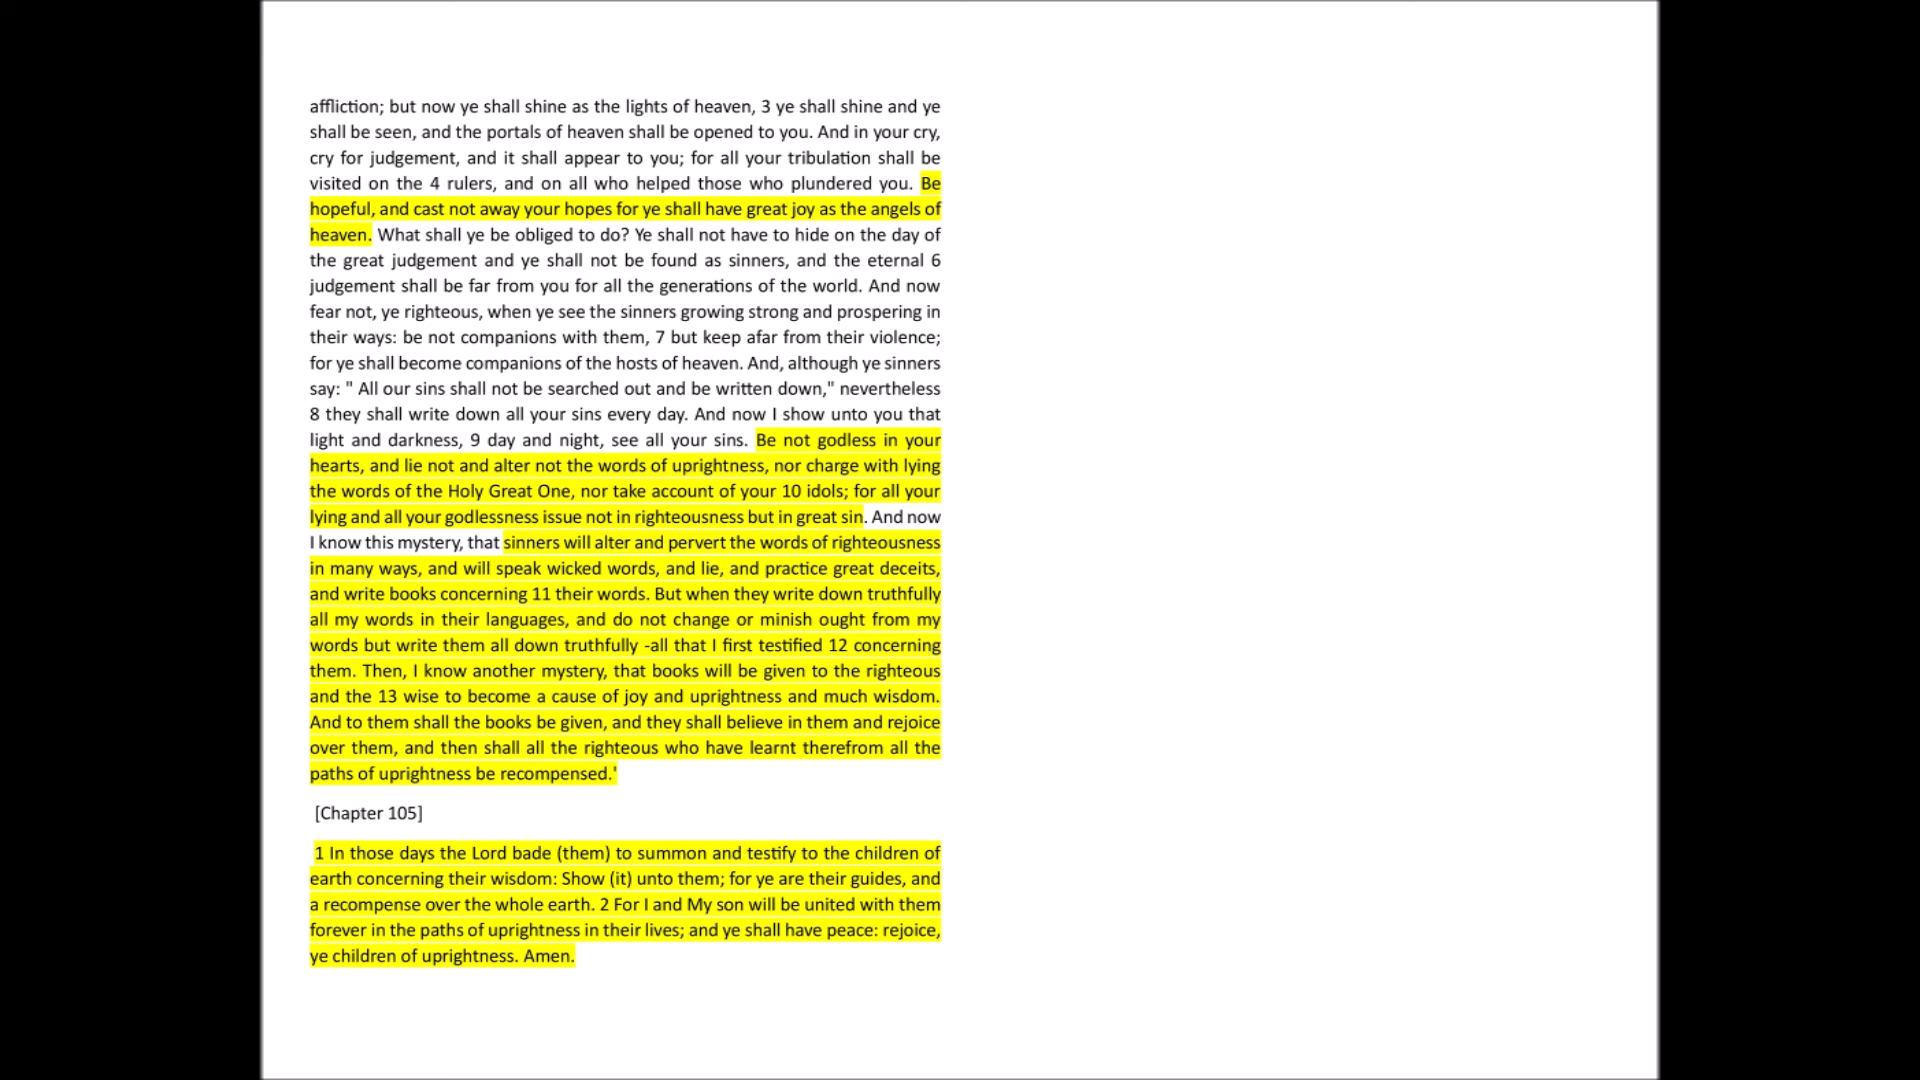 affliction; but now ye shall shine as the lights of heaven, 3 ye shall shine and ye
shall be seen, and the portals of heaven shall be opened to you. And in your cry,
cry for judgement, and it shall appear to you; for all your tribulation shall be
visited on the 4 rulers, and on all who helped those who plundered you. Be
hopeful, and cast not away your hopes for ye shall have great joy as the angels of
heaven. What shall ye be obliged to do? Ye shall not have to hide on the day of
the great judgement and ye shall not be found as sinners, and the eternal 6
judgement shall be far from you for all the generations of the world. And now
fear not, ye righteous, when ye see the sinners growing strong and prospering in
their ways: be not companions with them, 7 but keep afar from their violence;
for ye shall become companions of the hosts of heaven. And, although ye sinners
say: " All our sins shall not be searched out and be written down," nevertheless
8 they shall write down all your sins every day. And now I show unto you that
light and darkness, 9 day and night, see all your sins. Be not godless in your
hearts, and lie not and alter not the words of uprightness, nor charge with lying
the words of the Holy Great One, nor take account of your 10 idols; for all your
lying and all your godlessness issue not in righteousness but in great sin. And now
I know this mystery, that sinners will alter and pervert the words of righteousness
in many ways, and will speak wicked words, and lie, and practice great deceits,
and write books concerning 11 their words. But when they write down truthfully
all my words in their languages, and do not change or minish ought from my
words but write them all down truthfully -all that I first testified 12 concerning
them. Then, I know another mystery, that books will be given to the righteous
and the 13 wise to become a cause of joy and uprightness and much wisdom.
And to them shall the books be given, and they shall believe in them and rejoice
over them, and then shall all the righteous who have learnt therefrom all the
paths of uprightness be recompensed.'
[Chapter 105]
1 In those days the Lord bade (them) to summon and testify to the children of
earth concerning their wisdom: Show (it) unto them; for ye are their guides, and
a recompense over the whole earth. 2 For I and My son will be united with them
forever in the paths of uprightness in their lives; and ye shall have peace: rejoice,
ye children of uprightness. Amen.